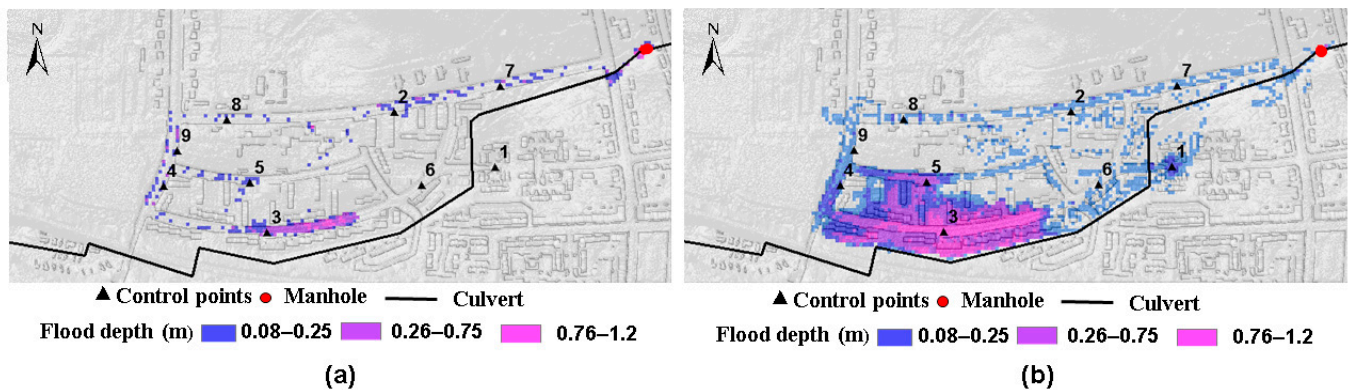 N
7
2
8
9
1
5
4
6
3
▲ Control points ● Manhole — Culvert
Flood depth (m) 0.08–0.25 0.26–0.75 0.76–1.2
(a)
N
7
2
8
9
1
5
4
6
3
▲ Control points ● Manhole — Culvert
Flood depth (m) 0.08–0.25 0.26–0.75 0.76–1.2
(b)